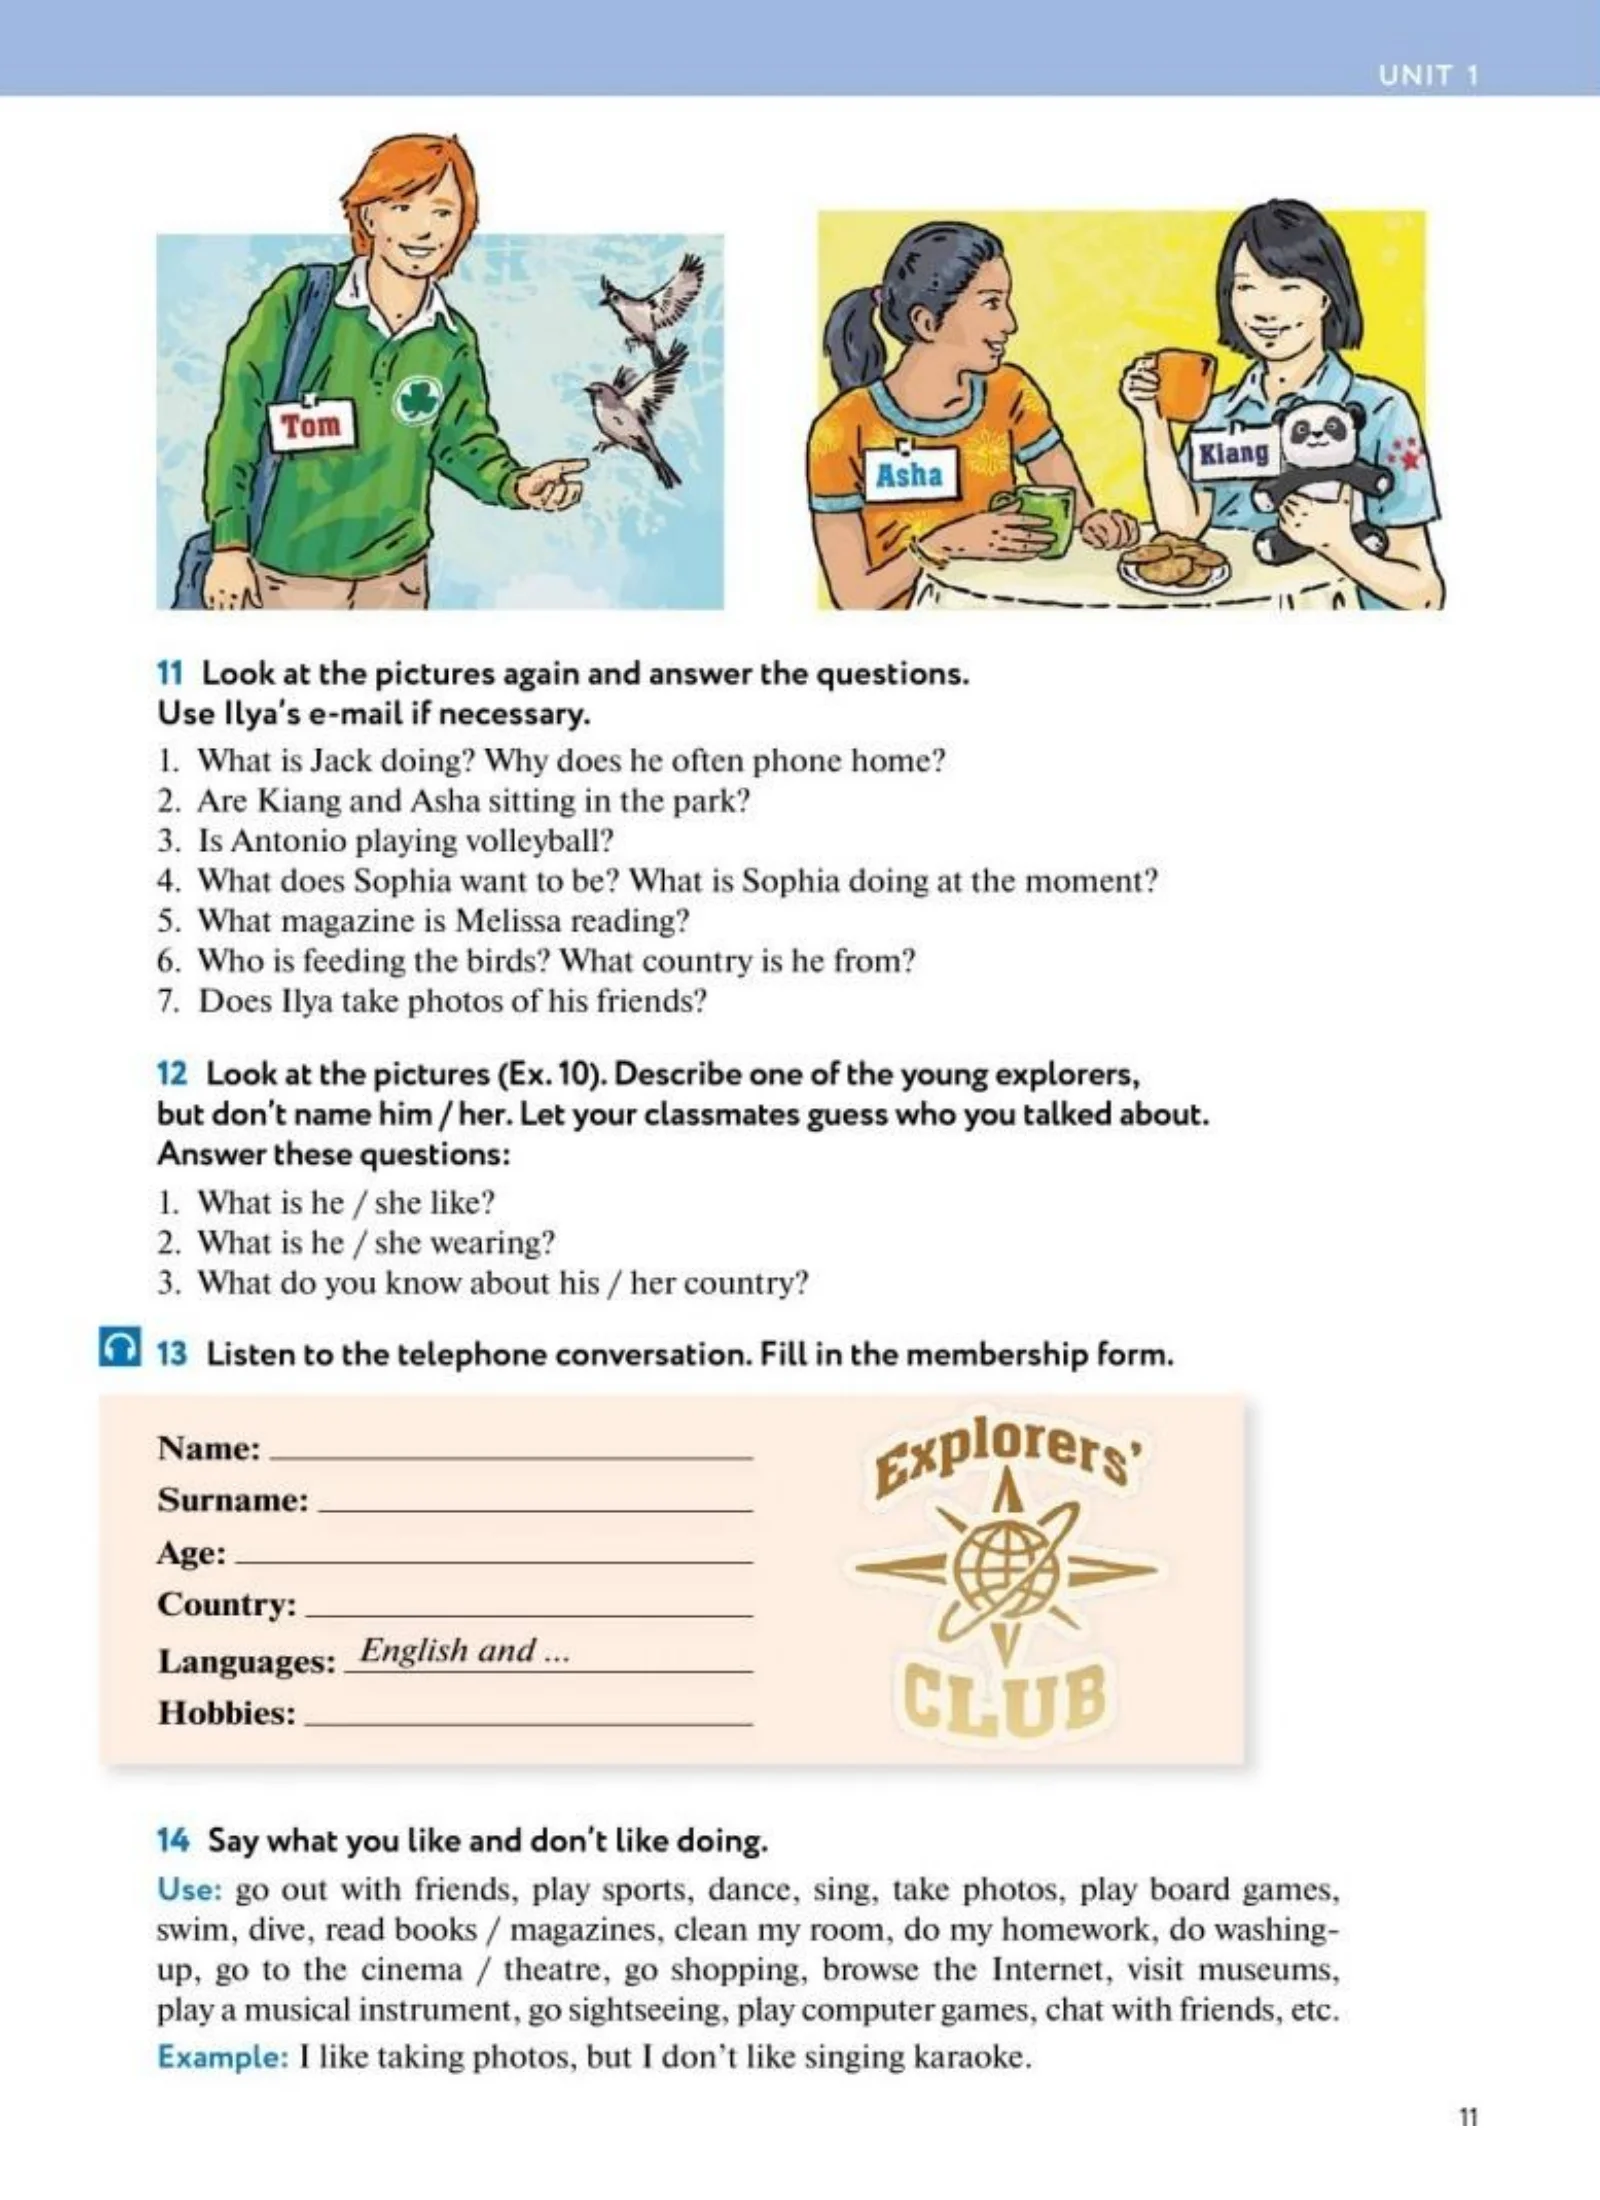 UNIT 1
Tom
Asha
Kiang
11 Look at the pictures again and answer the questions.
Use Ilya's e-mail if necessary.
1. What is Jack doing? Why does he often phone home?
2. Are Kiang and Asha sitting in the park?
3. Is Antonio playing volleyball?
4. What does Sophia want to be? What is Sophia doing at the moment?
5. What magazine is Melissa reading?
6. Who is feeding the birds? What country is he from?
7. Does Ilya take photos of his friends?
12 Look at the pictures (Ex. 10). Describe one of the young explorers,
but don't name him / her. Let your classmates guess who you talked about.
Answer these questions:
1. What is he / she like?
2. What is he / she wearing?
3. What do you know about his / her country?
13 Listen to the telephone conversation. Fill in the membership form.
Name:
Surname:
Age:
Country:
Languages: English and ...
Hobbies:
Explorers'
CLUB
14 Say what you like and don't like doing.
Use: go out with friends, play sports, dance, sing, take photos, play board games,
swim, dive, read books / magazines, clean my room, do my homework, do washing-
up, go to the cinema / theatre, go shopping, browse the Internet, visit museums,
play a musical instrument, go sightseeing, play computer games, chat with friends, etc.
Example: I like taking photos, but I don't like singing karaoke.
11